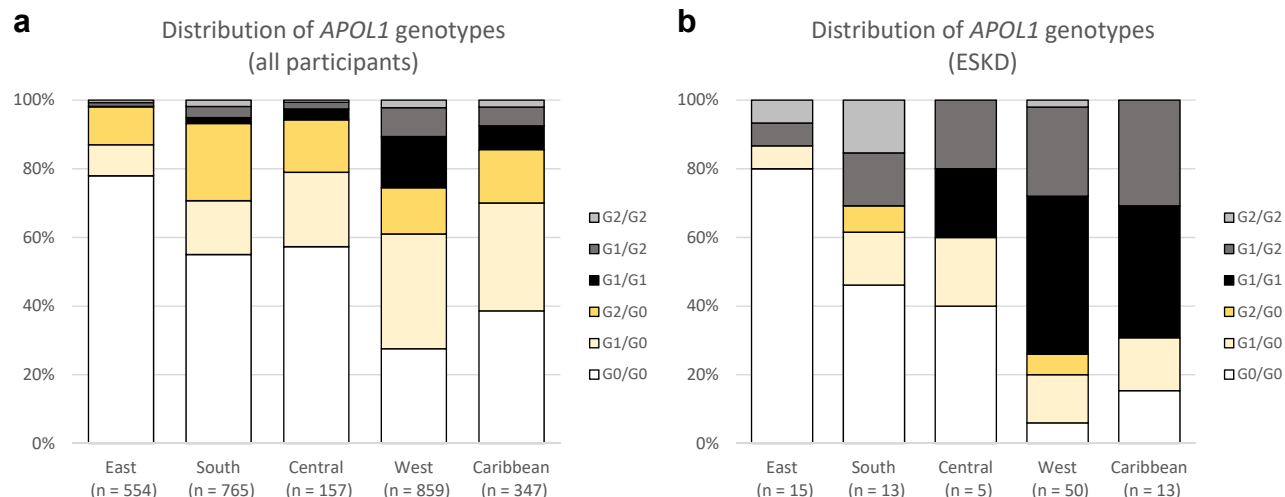 a
Distribution of APOL1 genotypes
(all participants)
100%
80%
60%
40%
20%
0%
East
(n = 554)
South
(n = 765)
Central
(n = 157)
West
(n = 859)
Caribbean
(n = 347)
G2/G2
G1/G2
G1/G1
G2/G0
G1/G0
G0/G0
b
Distribution of APOL1 genotypes
(ESKD)
100%
80%
60%
40%
20%
0%
East
(n = 15)
South
(n = 13)
Central
(n = 5)
West
(n = 50)
Caribbean
(n = 13)
G2/G2
G1/G2
G1/G1
G2/G0
G1/G0
G0/G0